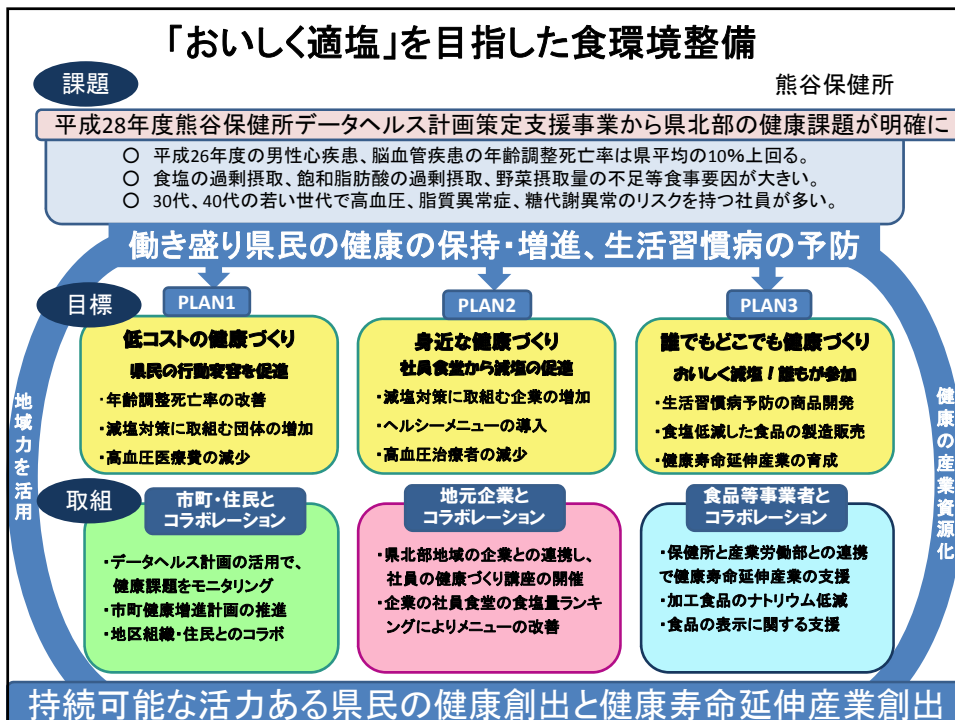 「おいしく適塩」を目指した食環境整備
課題
熊谷保健所
平成28年度熊谷保健所データヘルス計画策定支援事業から県北部の健康課題が明確に
○ 平成26年度の男性心疾患、脳血管疾患の年齢調整死亡率は県平均の10%上回る。
○ 食塩の過剰摂取、飽和脂肪酸の過剰摂取、野菜摂取量の不足等食事要因が大きい。
○ 30代、40代の若い世代で高血圧、脂質異常症、糖代謝異常のリスクを持つ社員が多い。
働き盛り県民の健康の保持・増進、生活習慣病の予防
地域力を活用
健康の産業資源化
目標
PLAN1
低コストの健康づくり
県民の行動変容を促進
・年齢調整死亡率の改善
・減塩対策に取組む団体の増加
・高血圧医療費の減少
PLAN2
身近な健康づくり
社員食堂から減塩の促進
・減塩対策に取組む企業の増加
・ヘルシーメニューの導入
・高血圧治療者の減少
PLAN3
誰でもどこでも健康づくり
おいしく減塩！誰もが参加
・生活習慣病予防の商品開発
・食塩低減した食品の製造販売
・健康寿命延伸産業の育成
取組
市町・住民と
コラボレーション
・データヘルス計画の活用で、
健康課題をモニタリング
・市町健康増進計画の推進
・地区組織・住民とのコラボ
地元企業と
コラボレーション
・県北部地域の企業との連携し、
社員の健康づくり講座の開催
・企業の社員食堂の食塩量ランキ
ングによりメニューの改善
食品等事業者と
コラボレーション
・保健所と産業労働部との連携
で健康寿命延伸産業の支援
・加工食品のナトリウム低減
・食品の表示に関する支援
持続可能な活力ある県民の健康創出と健康寿命延伸産業創出